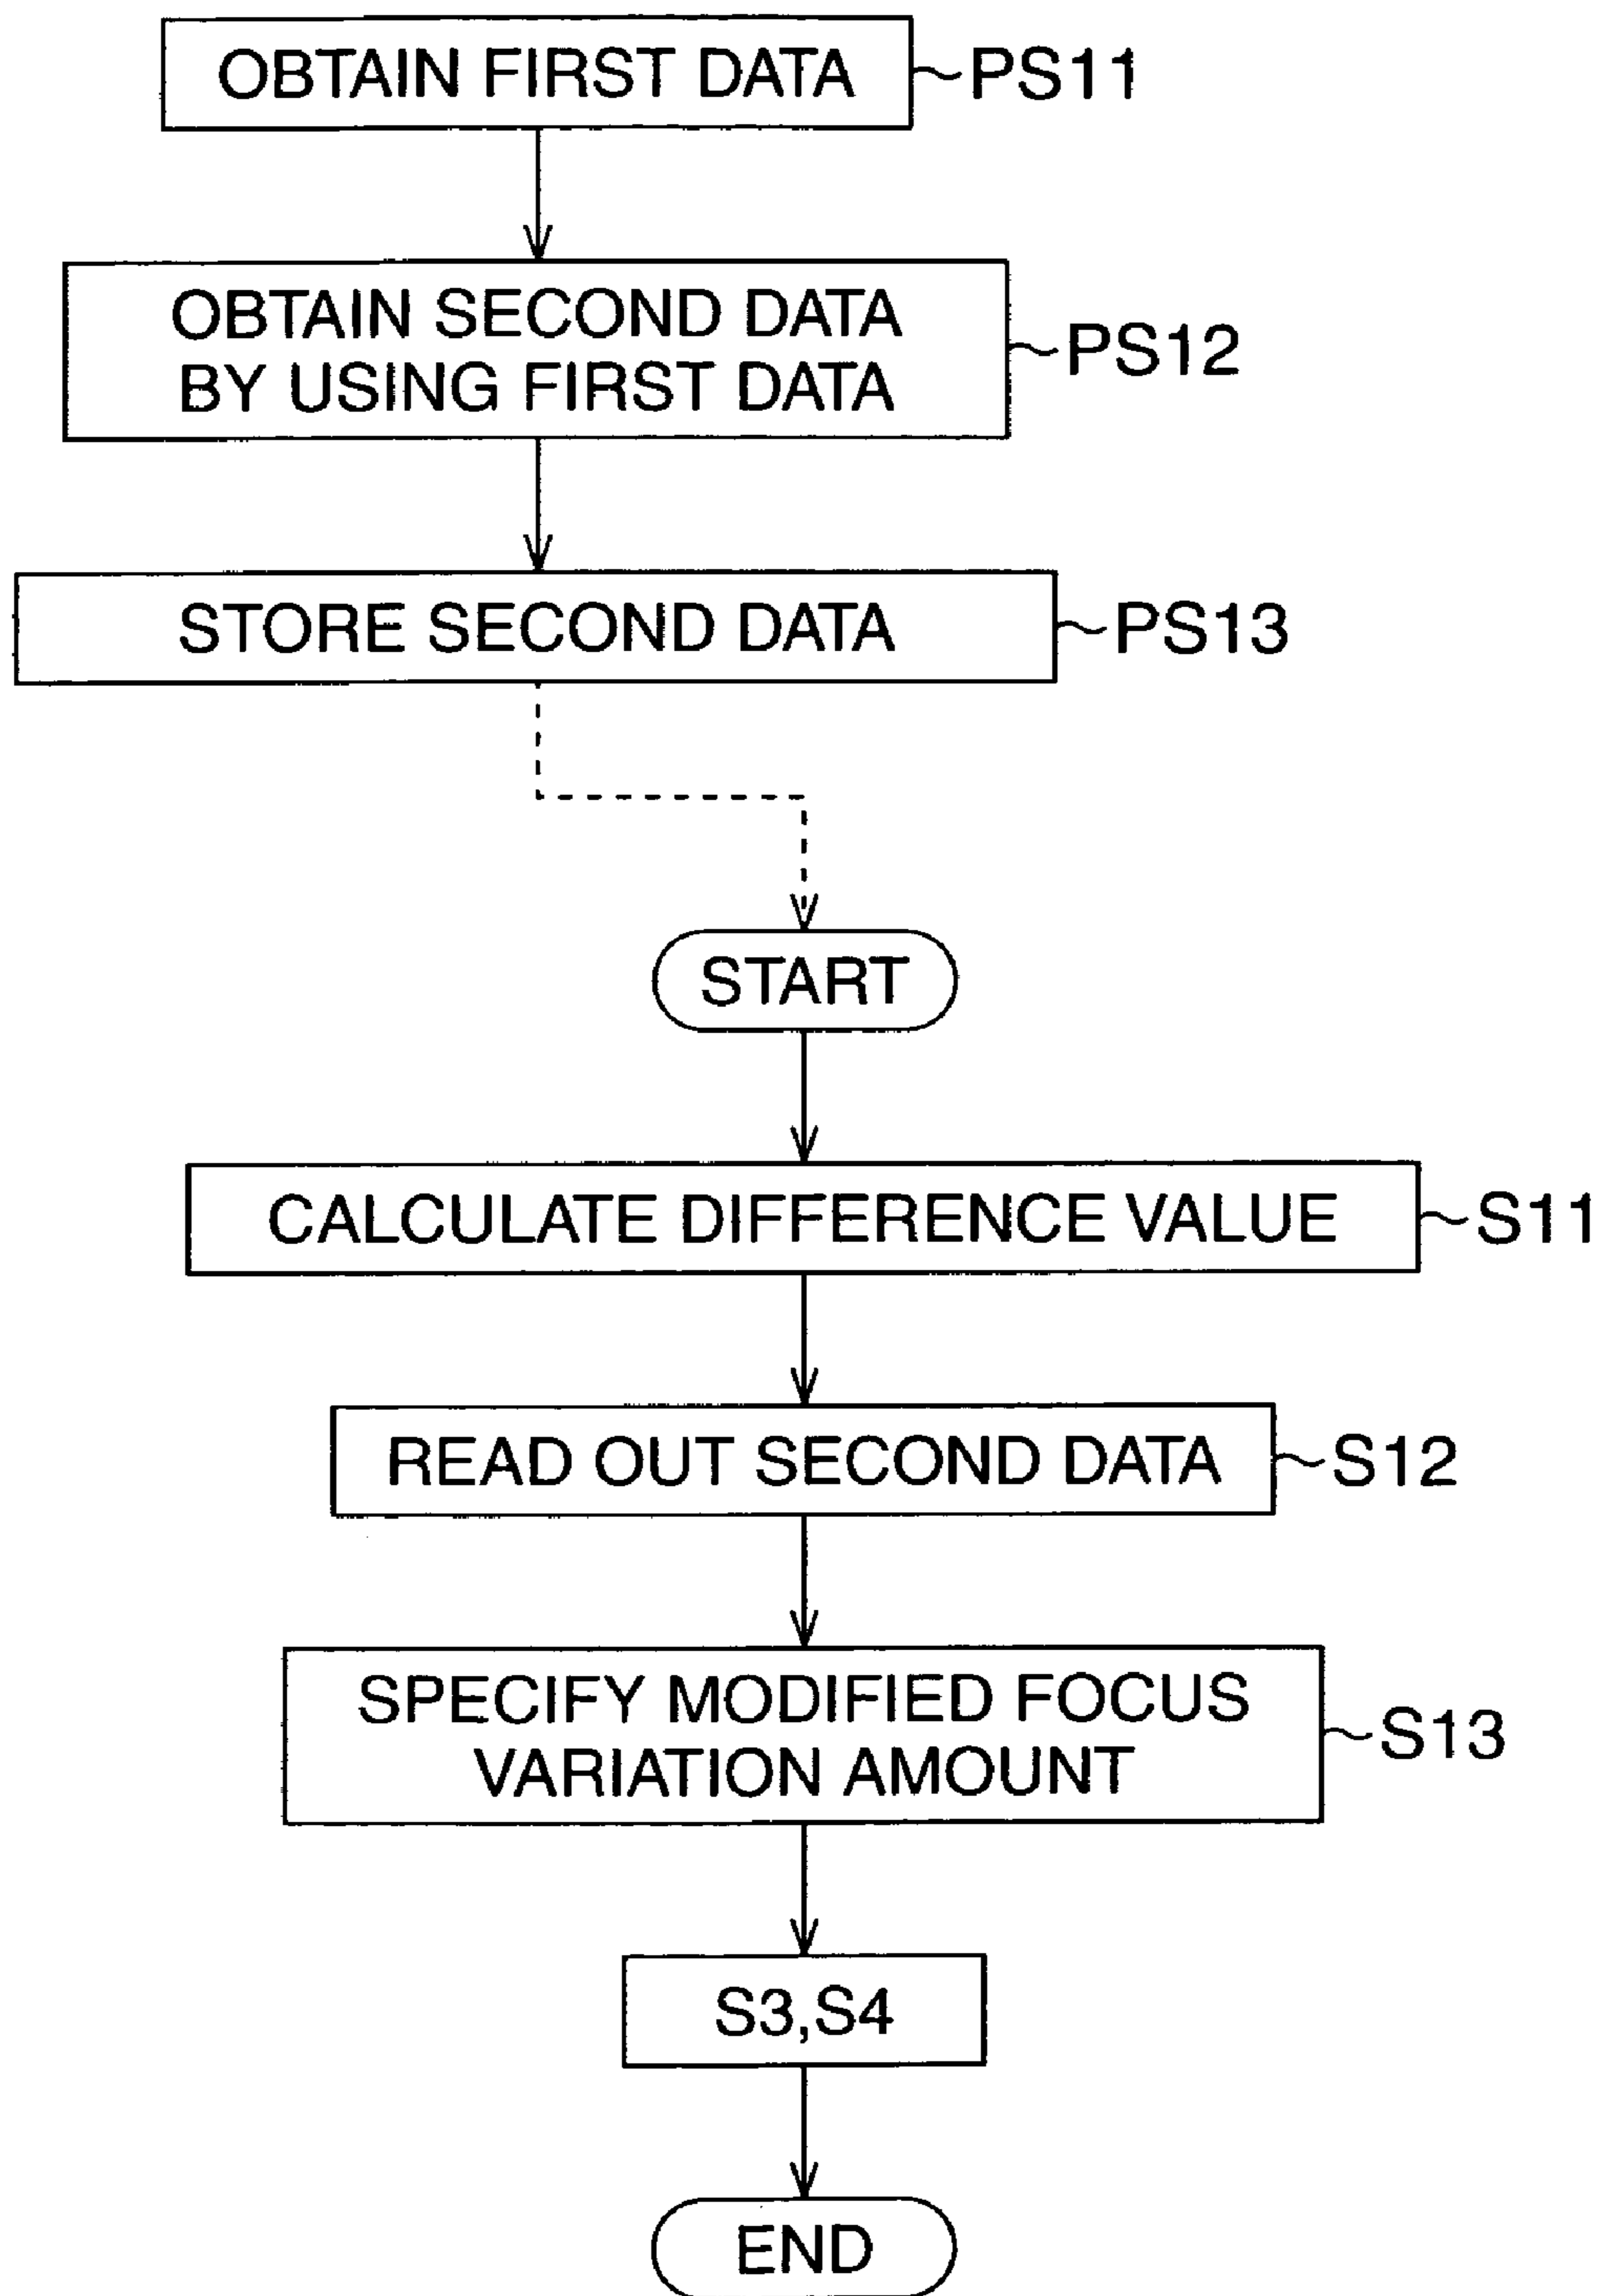 OBTAIN FIRST DATA PS11
OBTAIN SECOND DATA
BY USING FIRST DATA
PS12
STORE SECOND DATA PS13
START
CALCULATE DIFFERENCE VALUE S11
READ OUT SECOND DATA S12
SPECIFY MODIFIED FOCUS
VARIATION AMOUNT
S13
S3,S4
END